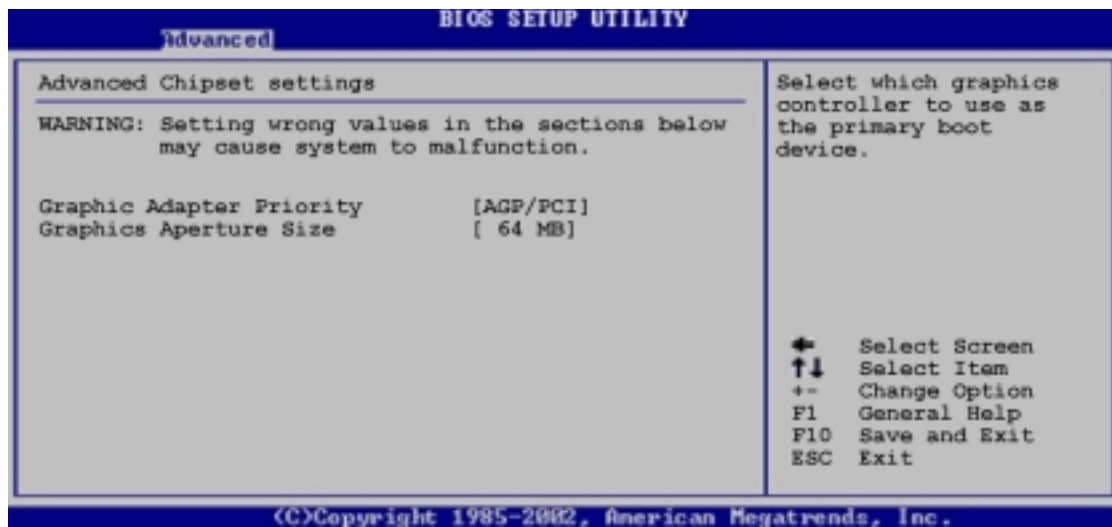 BIOS SETUP UTILITY
Advanced
Advanced Chipset settings
WARNING: Setting wrong values in the sections below
may cause system to malfunction.
Graphic Adapter Priority [AGP/PCI]
Graphics Aperture Size [ 64 MB]
Select which graphics
controller to use as
the primary boot
device.
← Select Screen
↑↓ Select Item
+- Change Option
F1 General Help
F10 Save and Exit
ESC Exit
(C)Copyright 1985-2002, American Megatrends, Inc.